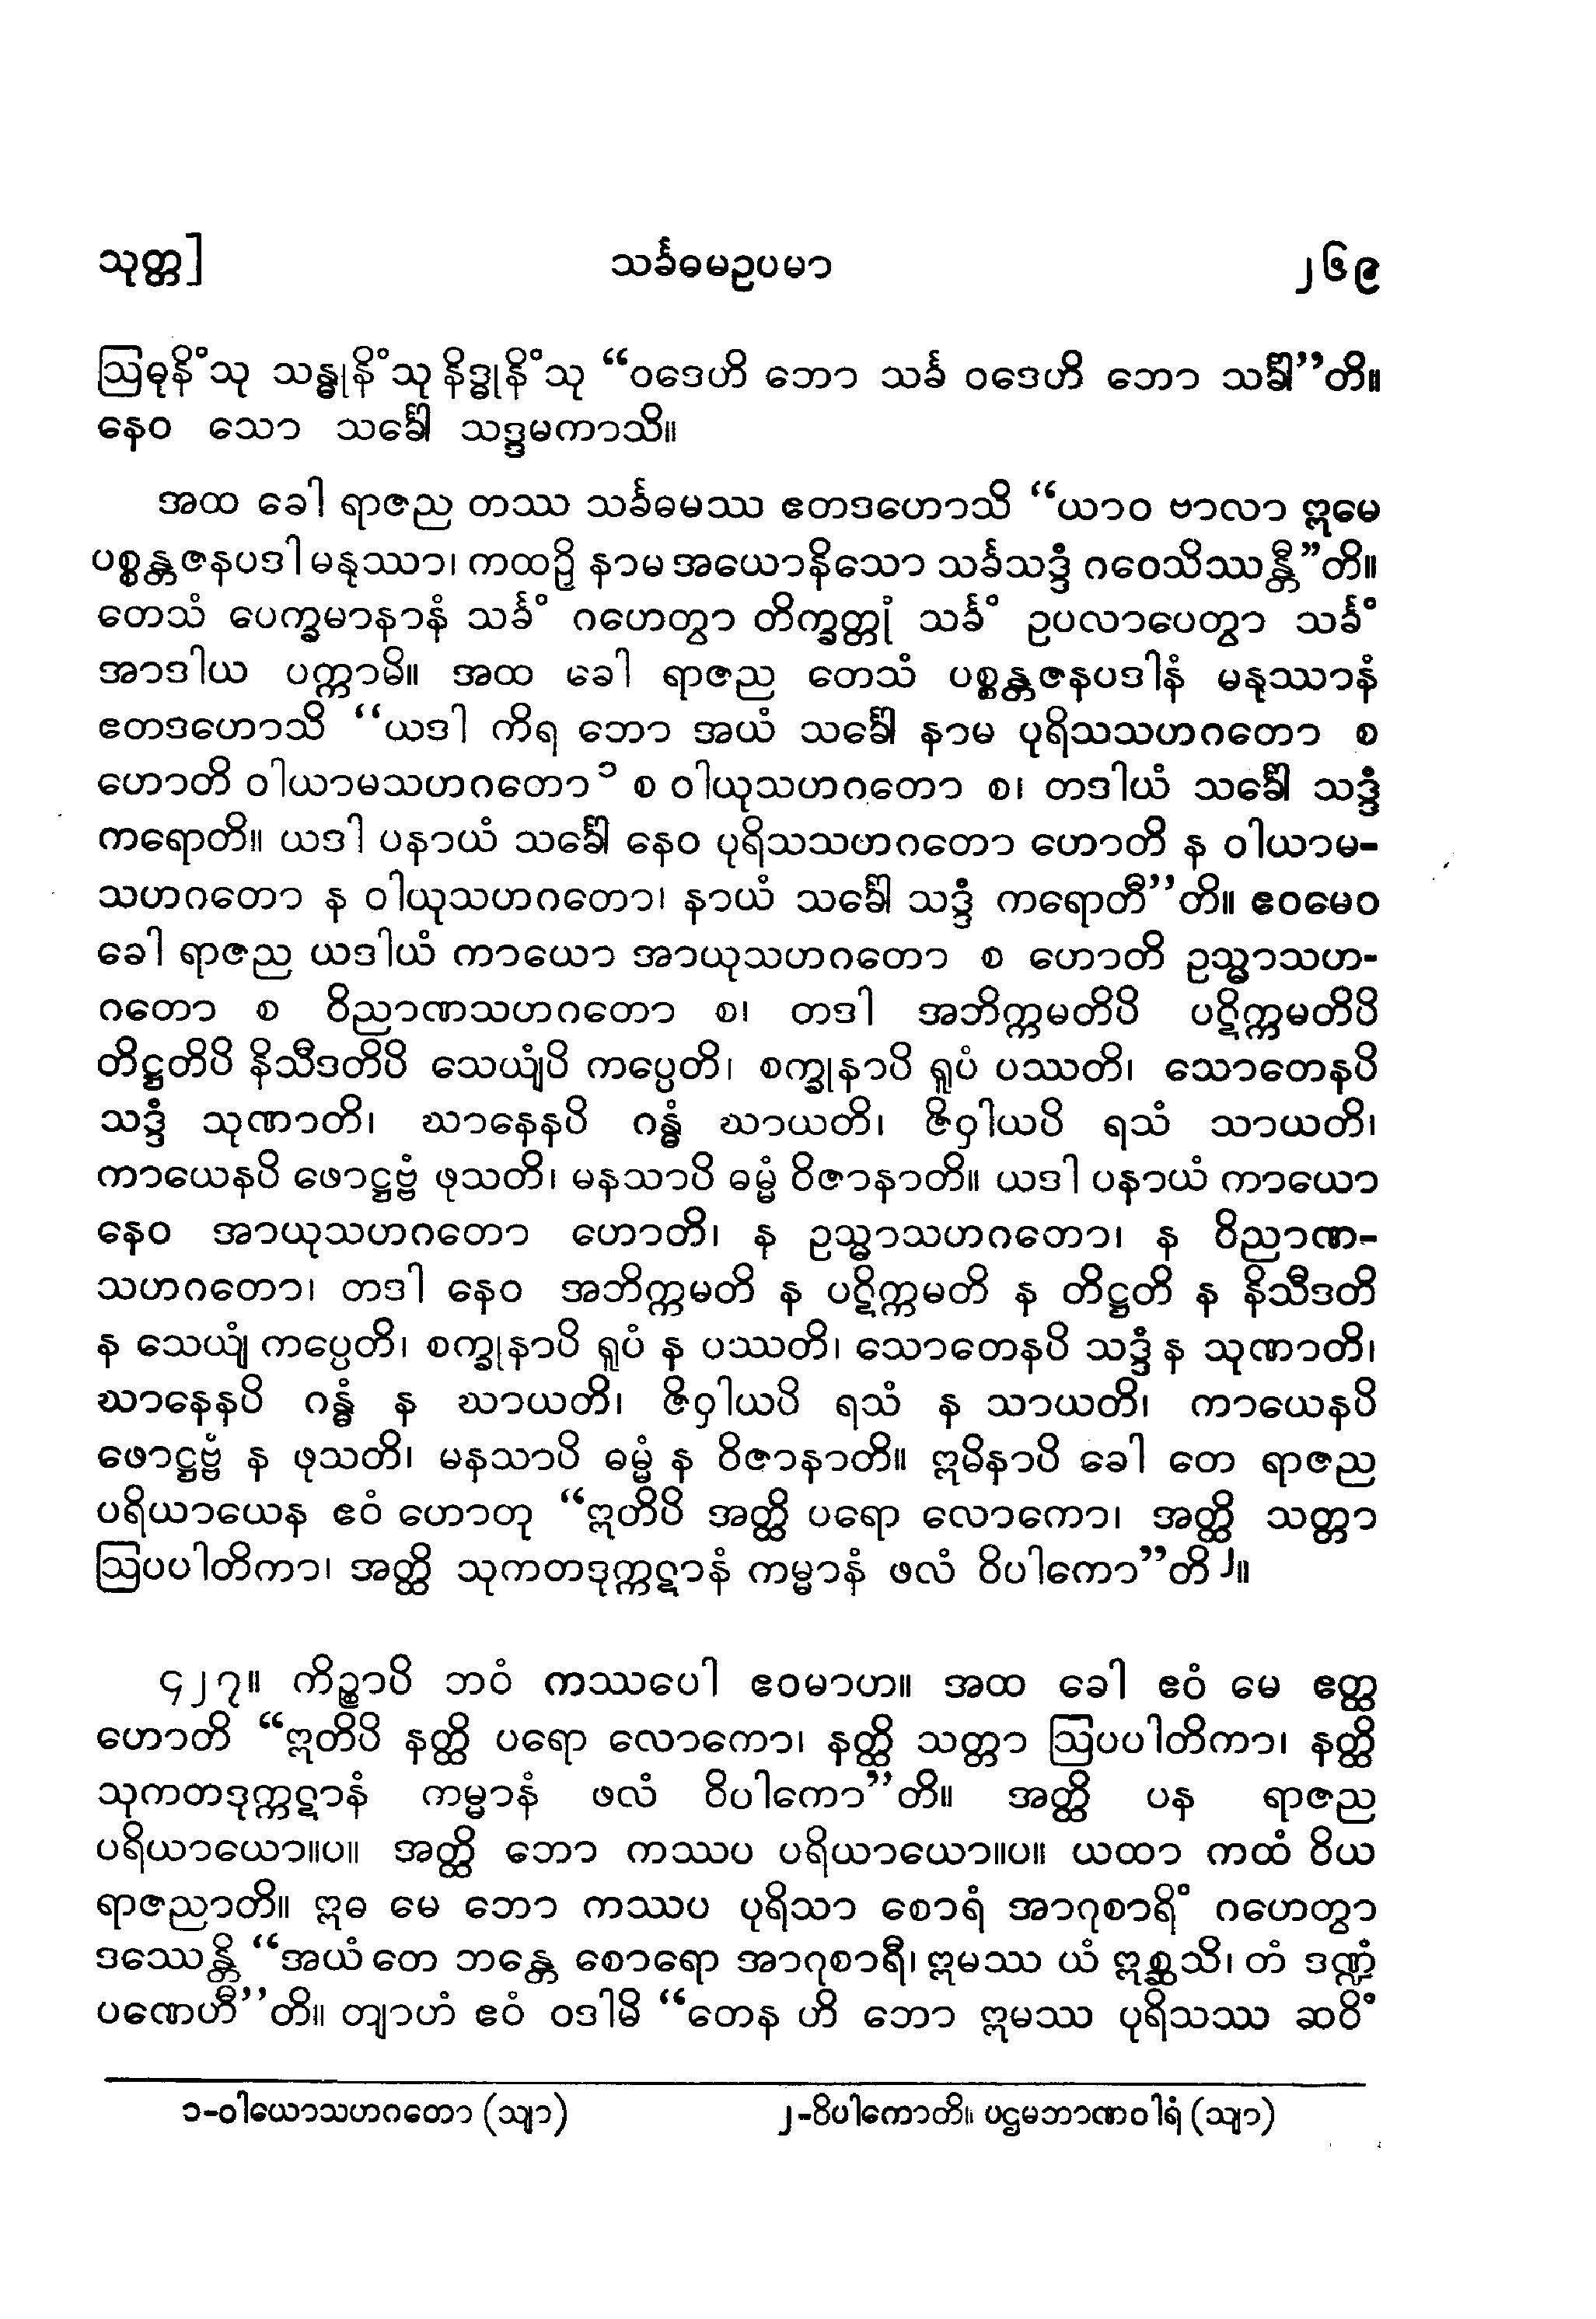 သုတ္တ]	သင်္ခဓမဥပမာ	၂၆၉
ဩဓုနိံသု သန္ဓုနိံသု နိဒ္ဓုနိံသု “ဝဒေဟိ ဘော သင်္ခ ဝဒေဟိ ဘော သင်္ခါ”တိ။
နေဝ သော သင်္ခေါ သဒ္ဒမကာသိ။
အထ ခေါ ရာဇည တဿ သင်္ခဓမဿ ဧတဒဟောသိ “ယာဝ ဗာလာ ဣမေ
ပစ္စန္တဇနပဒါ မနုဿာ၊ ကထဉှိ နာမ အယောနိသော သင်္ခသဒ္ဒံ ဂဝေသိဿန္တီ”တိ။
တေသံ ပေက္ခမာနာနံ သင်္ခံ ဂဟေတွာ တိက္ခတ္တုံ သင်္ခံ ဥပလာပေတွာ သင်္ခံ
အာဒါယ ပက္ကာမိ။ အထ ခေါ ရာဇည တေသံ ပစ္စန္တဇနပဒါနံ မနုဿာနံ
ဧတဒဟောသိ “ယဒါ ကိရ ဘော အယံ သင်္ခေါ နာမ ပုရိသသဟဂတော စ
ဟောတိ ဝါယာမသဟဂတော၁ စ ဝါယုသဟဂတော စ၊ တဒါယံ သင်္ခေါ သဒ္ဒံ
ကရောတိ။ ယဒါ ပနာယံ သင်္ခေါ နေဝ ပုရိသသဟဂတော ဟောတိ န ဝါယာမ-
သဟဂတော န ဝါယုသဟဂတော၊ နာယံ သင်္ခေါ သဒ္ဒံ ကရောတီ”တိ။ ဧဝမေဝ
ခေါ ရာဇည ယဒါယံ ကာယော အာယုသဟဂတော စ ဟောတိ ဥသ္မာသဟ-
ဂတော စ ဝိညာဏသဟဂတော စ၊ တဒါ အဘိက္ကမတိပိ ပဋိက္ကမတိပိ
တိဋ္ဌတိပိ နိသီဒတိပိ သေယျံပိ ကပ္ပေတိ၊ စက္ခုနာပိ ရူပံ ပဿတိ၊ သောတေနပိ
သဒ္ဒံ သုဏာတိ၊ ဃာနေနပိ ဂန္ဓံ ဃာယတိ၊ ဇိဝှါယပိ ရသံ သာယတိ၊
ကာယေနပိ ဖောဋ္ဌဗ္ဗံ ဖုသတိ၊ မနသာပိ ဓမ္မံ ဝိဇာနာတိ။ ယဒါ ပနာယံ ကာယော
နေဝ အာယုသဟဂတော ဟောတိ၊ န ဥသ္မာသဟဂတော၊ န ဝိညာဏ-
သဟဂတော၊ တဒါ နေဝ အဘိက္ကမတိ န ပဋိက္ကမတိ န တိဋ္ဌတိ န နိသီဒတိ
န သေယျံ ကပ္ပေတိ၊ စက္ခုနာပိ ရူပံ န ပဿတိ၊ သောတေနပိ သဒ္ဒံ န သုဏာတိ၊
ဃာနေနပိ ဂန္ဓံ န ဃာယတိ၊ ဇိဝှါယပိ ရသံ န သာယတိ၊ ကာယေနပိ
ဖောဋ္ဌဗ္ဗံ န ဖုသတိ၊ မနသာပိ ဓမ္မံ န ဝိဇာနာတိ။ ဣမိနာပိ ခေါ တေ ရာဇည
ပရိယာယေန ဧဝံ ဟောတု “ဣတိပိ အတ္ထိ ပရော လောကော၊ အတ္ထိ သတ္တာ
ဩပပါတိကာ၊ အတ္ထိ သုကတဒုက္ကဋာနံ ကမ္မာနံ ဖလံ ဝိပါကော”တိ၂။
၄၂၇။ ကိဉ္စာပိ ဘဝံ ကဿပေါ ဧဝမာဟ။ အထ ခေါ ဧဝံ မေ ဧတ္ထ
ဟောတိ “ဣတိပိ နတ္ထိ ပရော လောကော၊ နတ္ထိ သတ္တာ ဩပပါတိကာ၊ နတ္ထိ
သုကတဒုက္ကဋာနံ ကမ္မာနံ ဖလံ ဝိပါကော”တိ။ အတ္ထိ ပန ရာဇည
ပရိယာယော။ပ။ အတ္ထိ ဘော ကဿပ ပရိယာယော။ပ။ ယထာ ကထံ ဝိယ
ရာဇညာတိ။ ဣဓ မေ ဘော ကဿပ ပုရိသာ စောရံ အာဂုစာရိံ ဂဟေတွာ
ဒဿေန္တိ “အယံ တေ ဘန္တေ စောရော အာဂုစာရီ၊ ဣမဿ ယံ ဣစ္ဆသိ၊ တံ ဒဏ္ဍံ
ပဏေဟီ”တိ။ တျာဟံ ဧဝံ ဝဒါမိ “တေန ဟိ ဘော ဣမဿ ပုရိသဿ ဆဝိံ
၁-ဝါယောသဟဂတော (သျာ)	၂-ဝိပါကောတိ။ ပဌမဘာဏဝါရံ (သျာ)